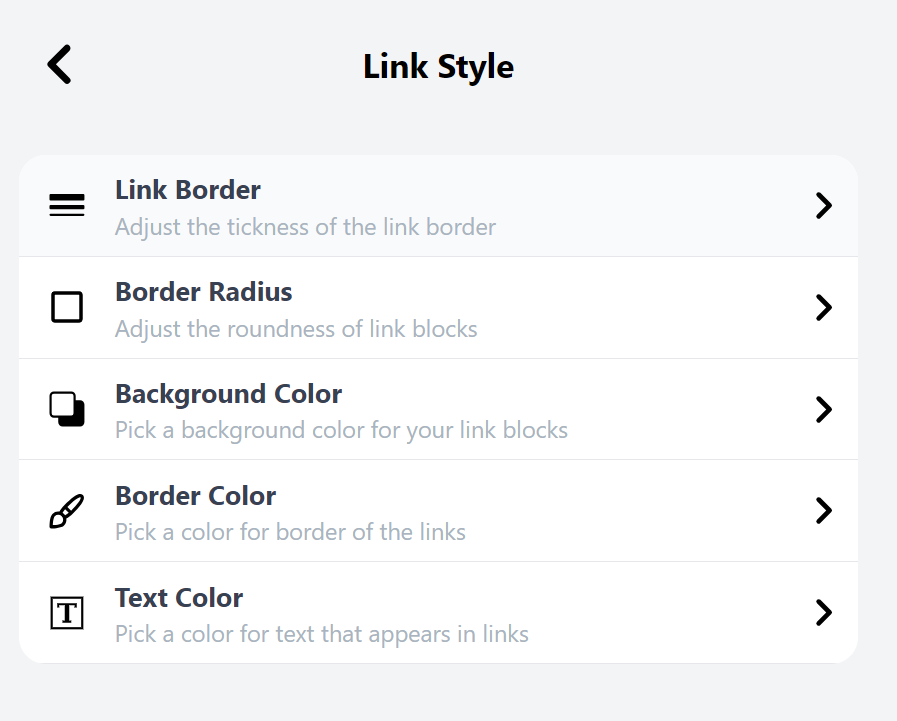 Link Style
Link Border
Adjust the tickness of the link border
Border Radius
Adjust the roundness of link blocks
Background Color
Pick a background color for your link blocks
Border Color
Pick a color for border of the links
T
Text Color
Pick a color for text that appears in links